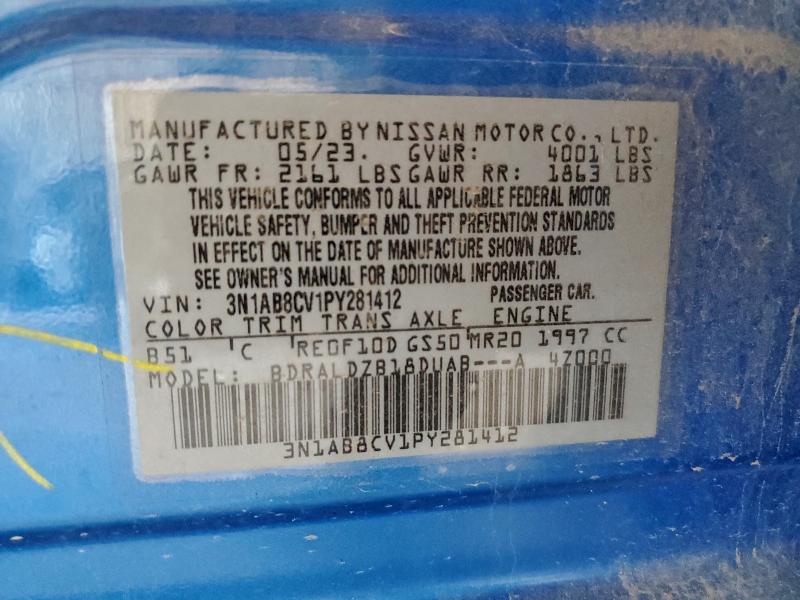 MANUFACTURED BY NISSAN MOTOR CO., LTD.
DATE: 05/23. GVWR: 4001 LBS
GAWR FR: 2161 LBS GAWR RR: 1863 LBS
THIS VEHICLE CONFORMS TO ALL APPLICABLE FEDERAL MOTOR
VEHICLE SAFETY, BUMPER AND THEFT PREVENTION STANDARDS
IN EFFECT ON THE DATE OF MANUFACTURE SHOWN ABOVE.
SEE OWNER'S MANUAL FOR ADDITIONAL INFORMATION.
VIN: 3N1AB8CV1PY281412 PASSENGER CAR.
COLOR TRIM TRANS AXLE ENGINE
B51 C RE0F10D GS50 MR20 1997 CC
MODEL: BDRALDZB18DUAB---A 4Z000
3N1AB8CV1PY281412